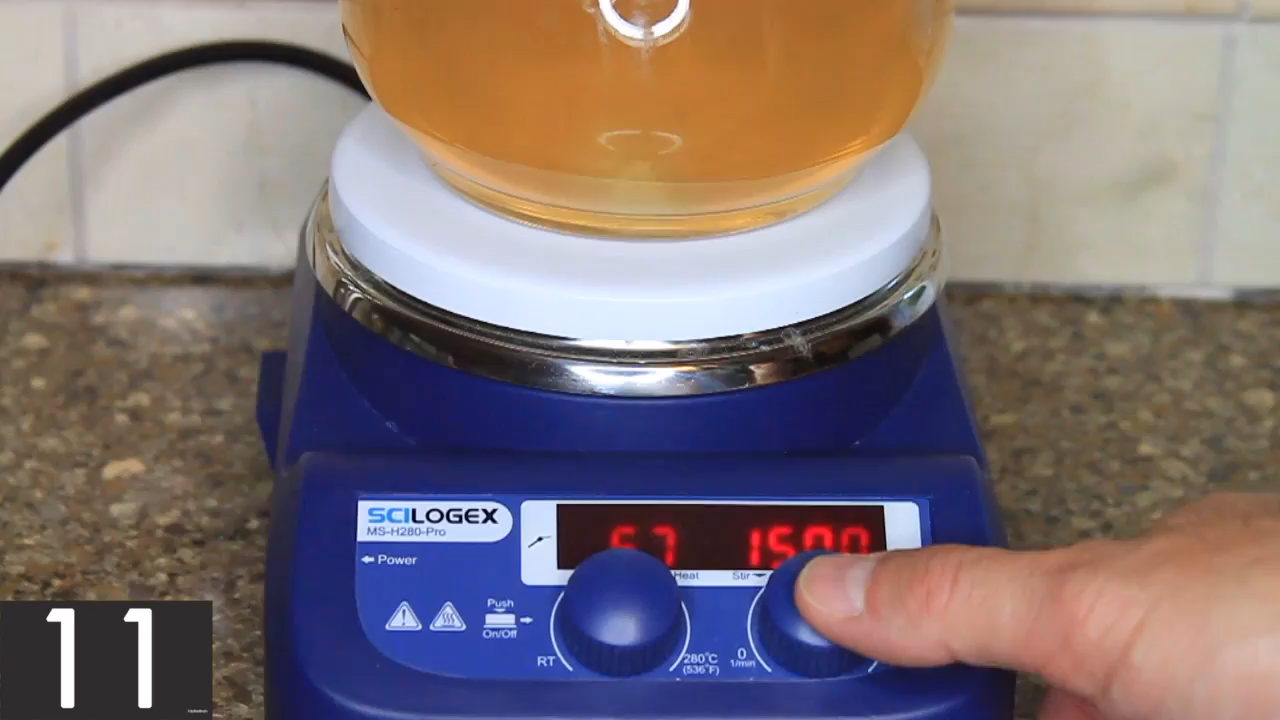 SCILOGEX
MS-H280-Pro
Power
Push
On/Off
67 1500
Heat
Stir
RT
280°C
(536°F)
0
1/min
11